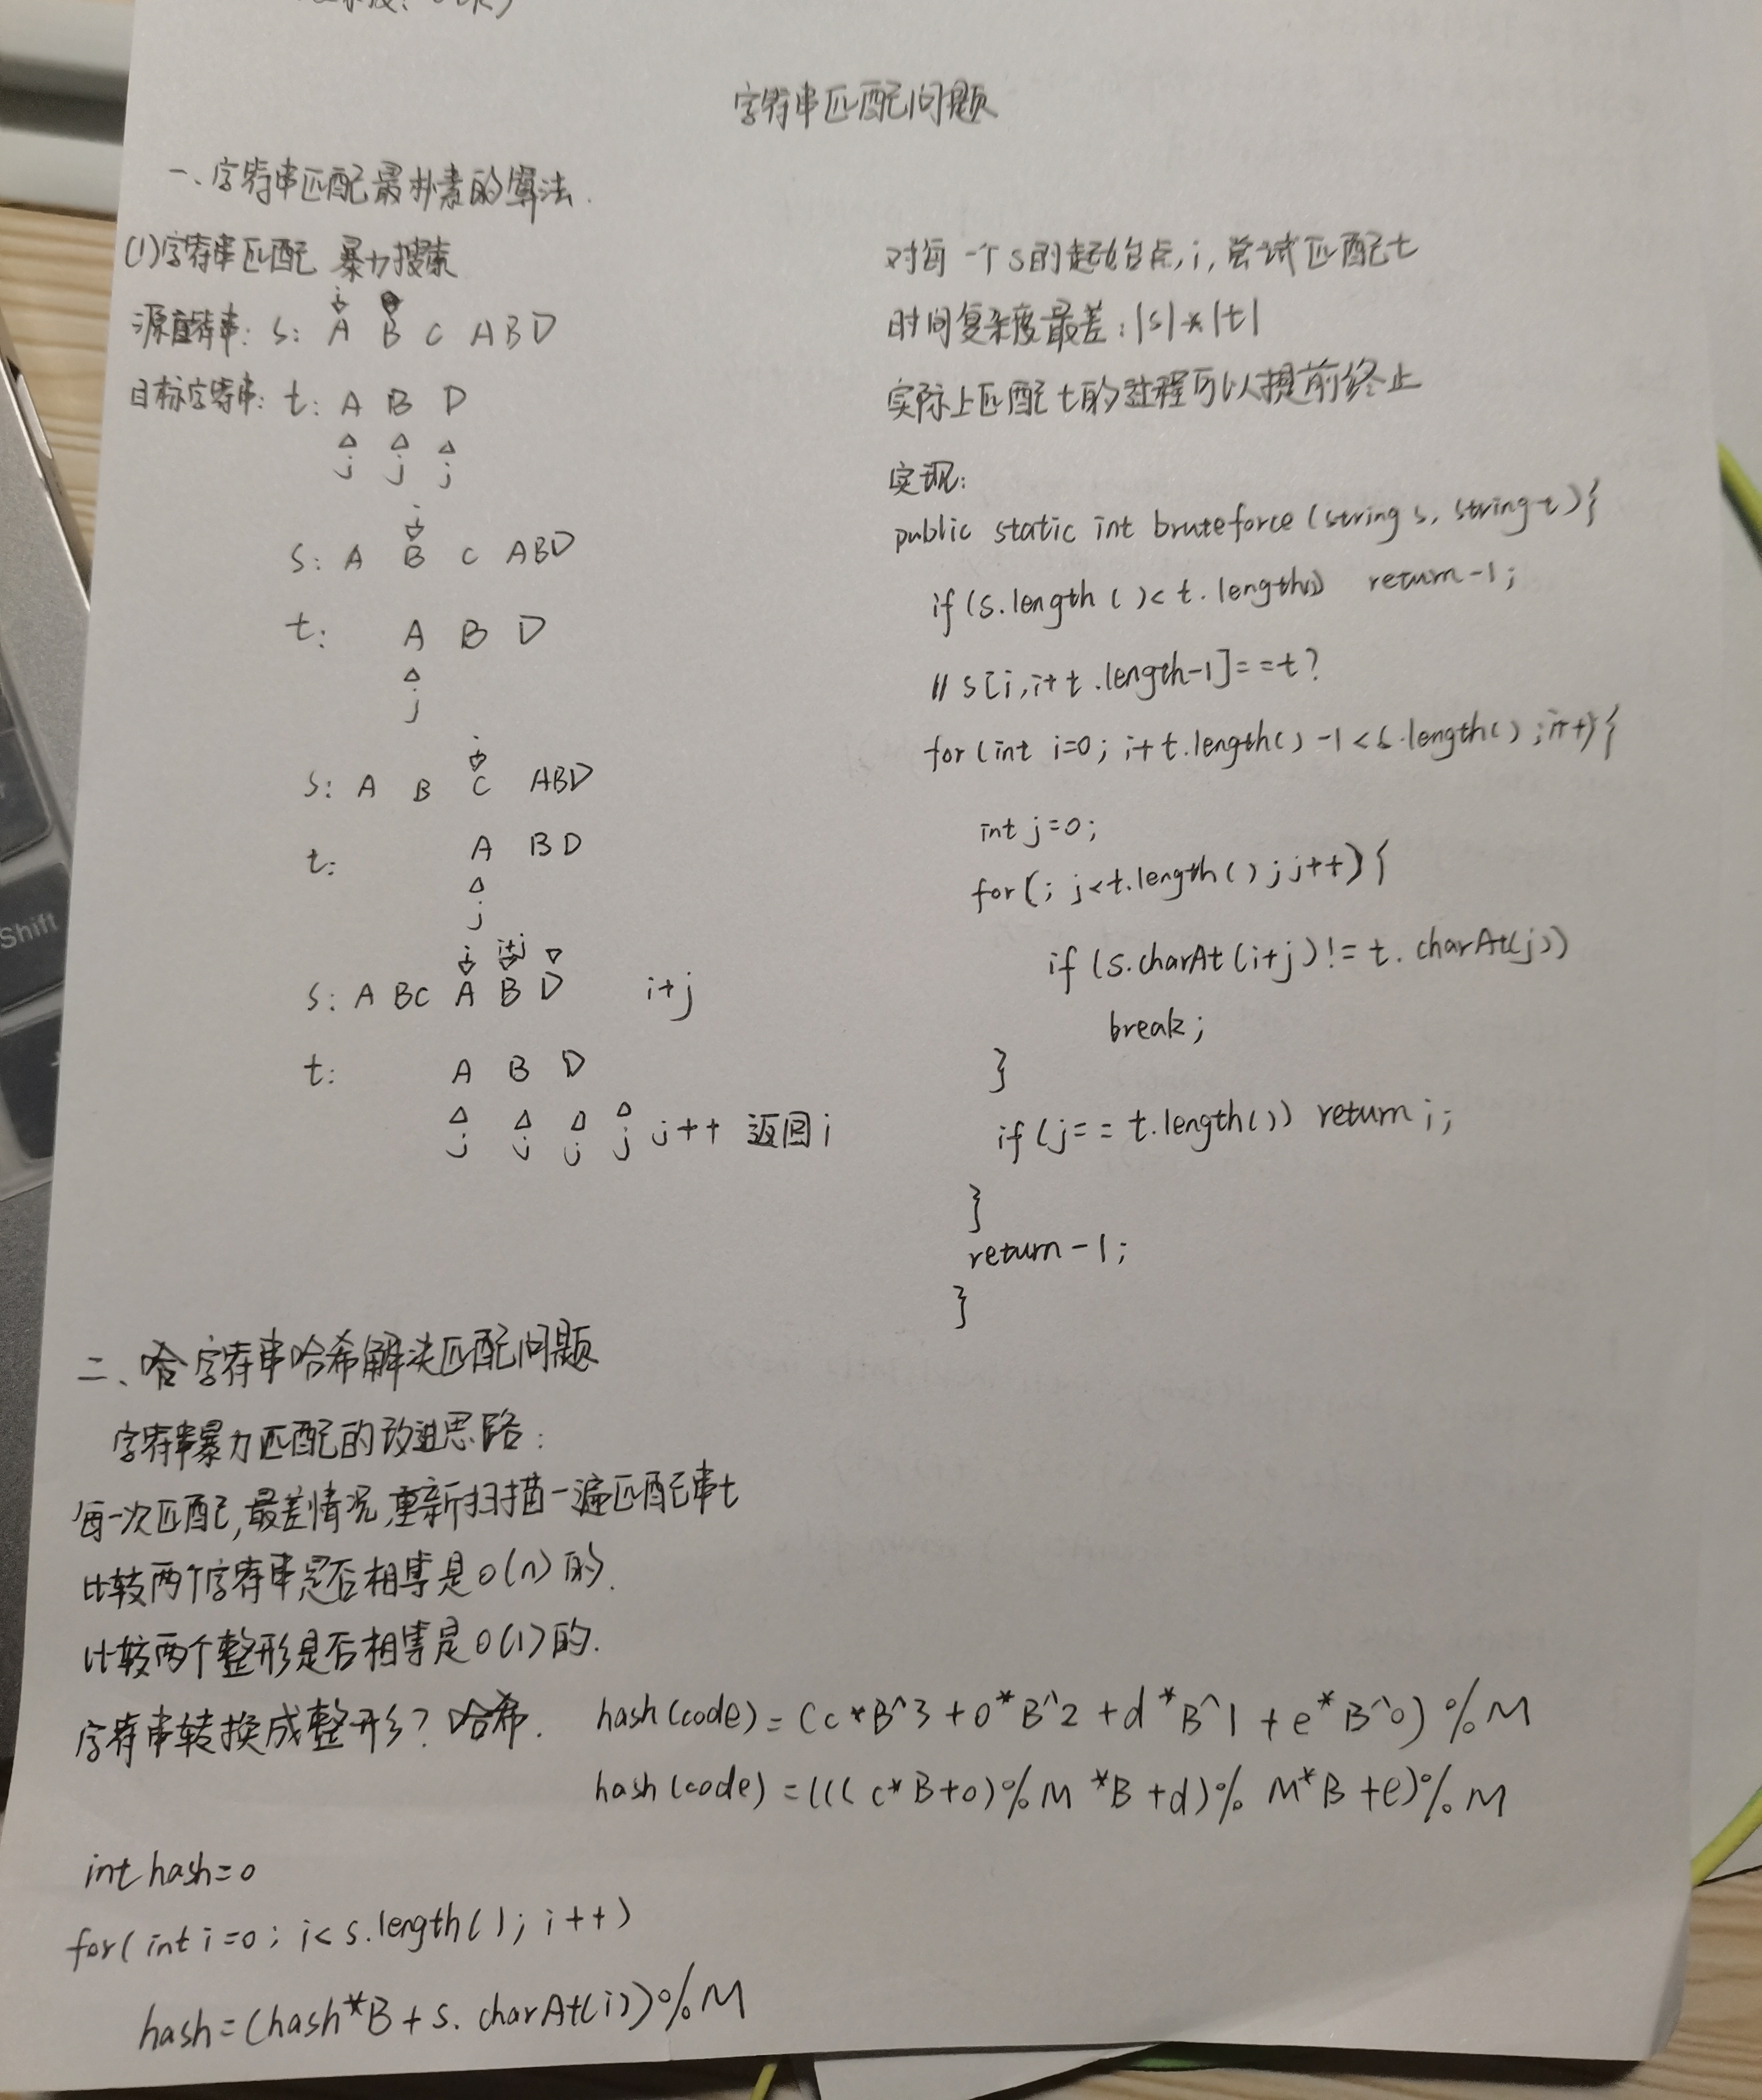 字符串匹配问题
一、字符串匹配最朴素的算法.
(1)字符串匹配 暴力搜索
i
源字符串: s: A B C A B D
目标字符串: t: A B D
j j j
i
s: A B C ABD
t: A B D
j
i
s: A B C ABD
t: A B D
j
i i+j
s: A BC A B D i+j
t: A B D
j j j j j++ 返回i
对每一个s的起始点,i,尝试匹配t
时间复杂度最差:|s|*|t|
实际上匹配t的过程可以提前终止
实现:
public static int bruteforce (string s, string t){
if (s.length ()< t. length()) return -1;
// s[i, i+ t .length-1]==t?
for (int i=0; i+ t.length() -1 < s.length(); i++){
int j=0;
for (; j<t.length(); j++){
if (s.charAt (i+j)!= t. charAt(j))
break;
}
if (j== t.length()) return i;
}
return -1;
}
二、字符串哈希解决匹配问题
字符串暴力匹配的改进思路:
每一次匹配,最差情况,重新扫描一遍匹配串t
比较两个字符串是否相等是O(n)的.
比较两个整形是否相等是O(1)的.
字符串转换成整形?哈希.
hash(code)= (c*B^3 + o*B^2 + d*B^1 + e*B^0) % M
hash(code) = (((c*B+o)%M *B +d)% M*B +e)%M
int hash=0
for( int i=0; i< s.length(); i++)
hash=(hash*B + s. charAt(i))%M